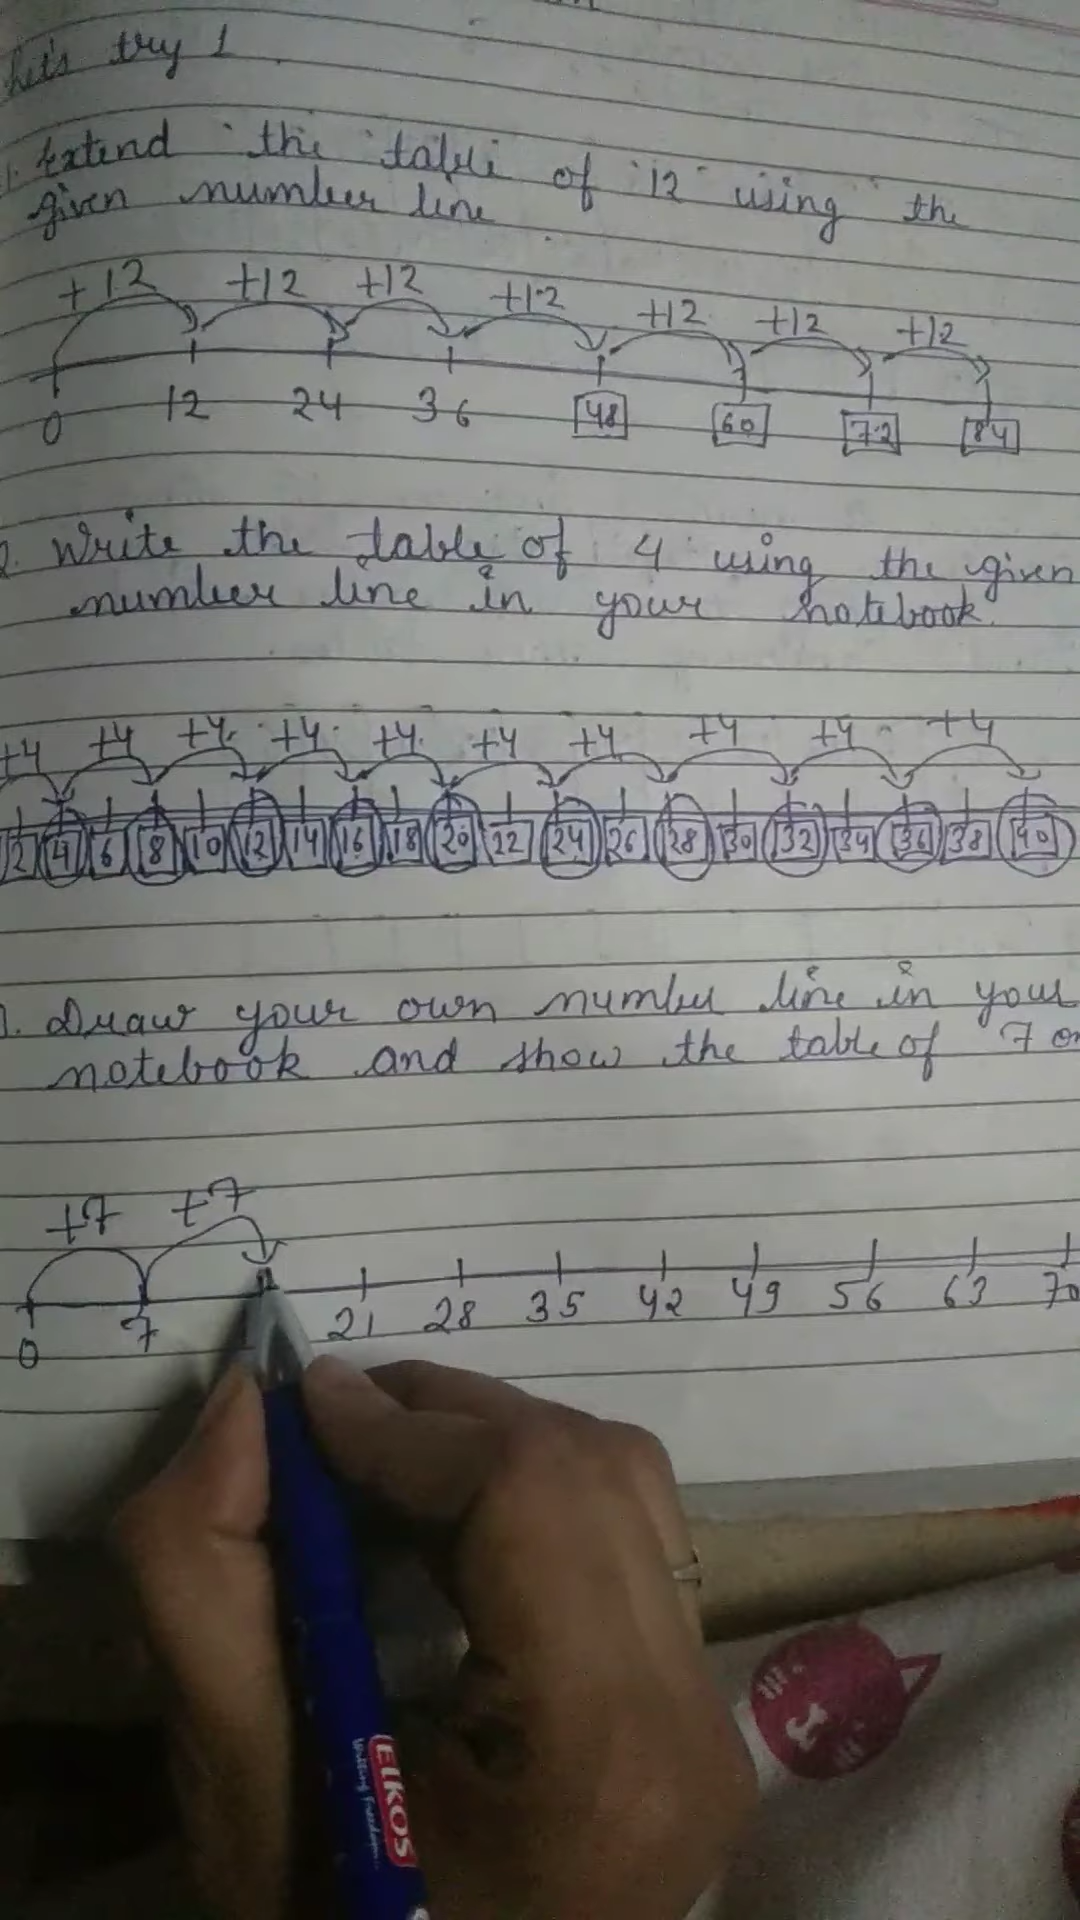 Let's try 1
1. Extend the table of 12 using the
given number line
+12 +12 +12 +12 +12 +12 +12
0 12 24 36 48 60 72 84
2. Write the table of 4 using the given
number line in your notebook.
+4 +4 +4 +4 +4 +4 +4 +4 +4 +4
2 4 6 8 10 12 14 16 18 20 22 24 26 28 30 32 34 36 38 40
Draw your own number line in your
notebook and show the table of 7 on
+7 +7
0 7 21 28 35 42 49 56 63 70
ELKOS
Writing Freedom...